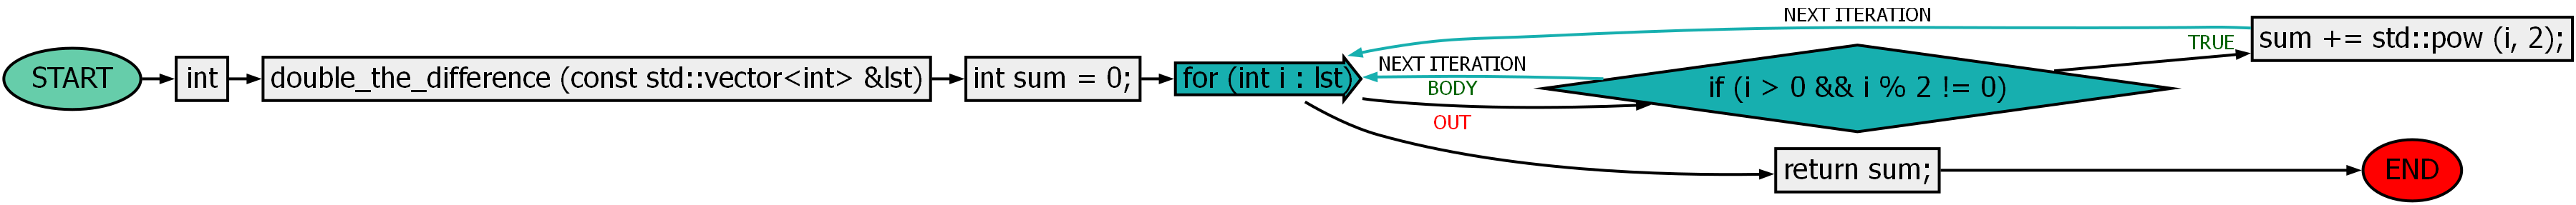 START
int
double_the_difference (const std::vector<int> &lst)
int sum = 0;
for (int i : lst)
NEXT ITERATION
NEXT ITERATION
BODY
OUT
if (i > 0 && i % 2 != 0)
TRUE
sum += std::pow (i, 2);
return sum;
END